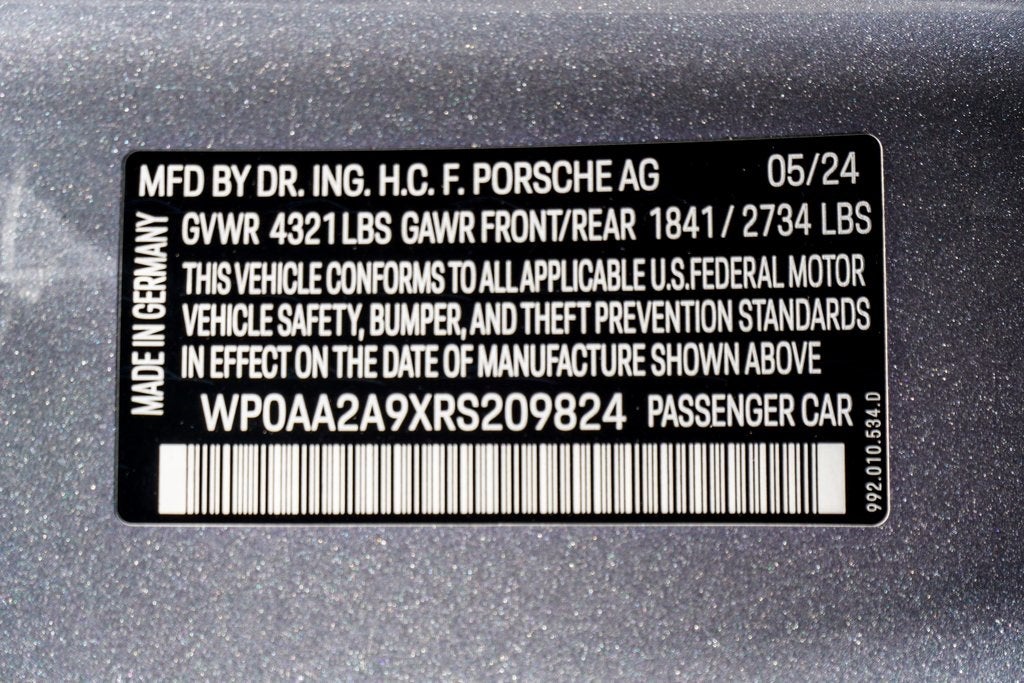 MFD BY DR. ING. H.C. F. PORSCHE AG 05/24
GVWR 4321LBS GAWR FRONT/REAR 1841 / 2734 LBS
THIS VEHICLE CONFORMS TO ALL APPLICABLE U.S.FEDERAL MOTOR
VEHICLE SAFETY, BUMPER, AND THEFT PREVENTION STANDARDS
IN EFFECT ON THE DATE OF MANUFACTURE SHOWN ABOVE
WP0AA2A9XRS209824 PASSENGER CAR
MADE IN GERMANY
992.010.534.D